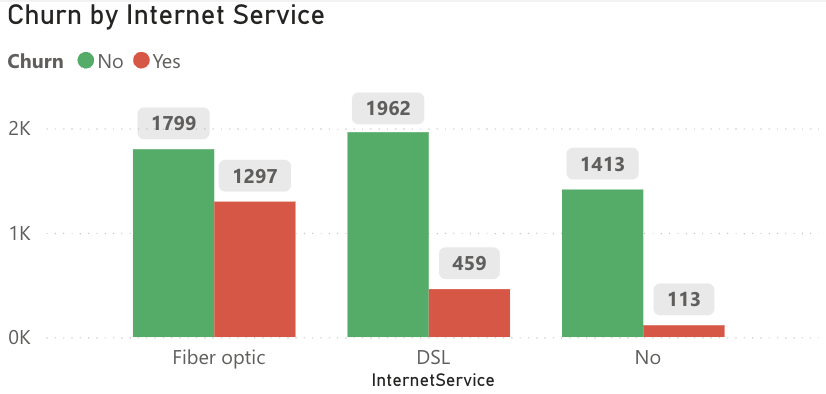 Churn by Internet Service
Churn No Yes
1962
1799
2K
1413
1297
1K
459
113
0K
Fiber optic DSL No
InternetService